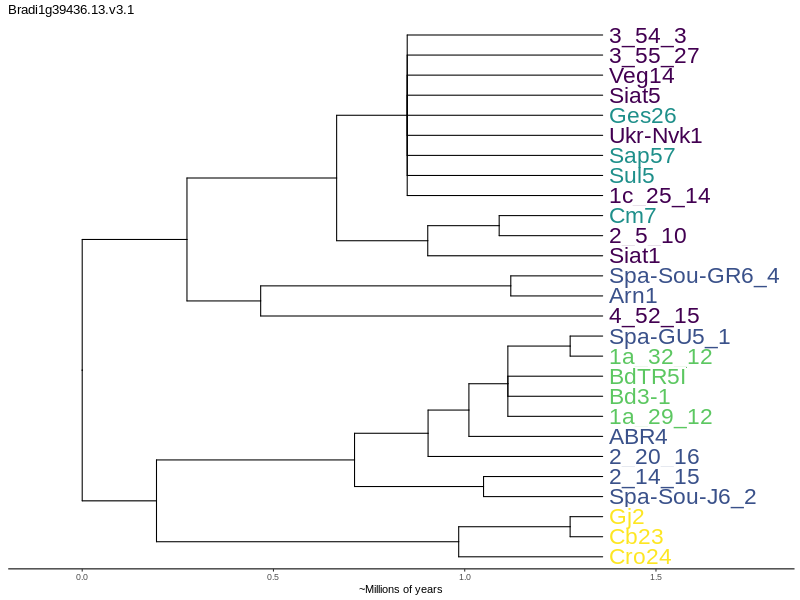 Bradi1g39436.13.v3.1
3_54_3
3_55_27
Veg14
Siat5
Ges26
Ukr-Nvk1
Sap57
Sul5
1c_25_14
Cm7
2_5_10
Siat1
Spa-Sou-GR6_4
Arn1
4_52_15
Spa-GU5_1
1a_32_12
BdTR5I
Bd3-1
1a_29_12
ABR4
2_20_16
2_14_15
Spa-Sou-J6_2
Gj2
Cb23
Cro24
0.0 0.5 1.0 1.5
~Millions of years